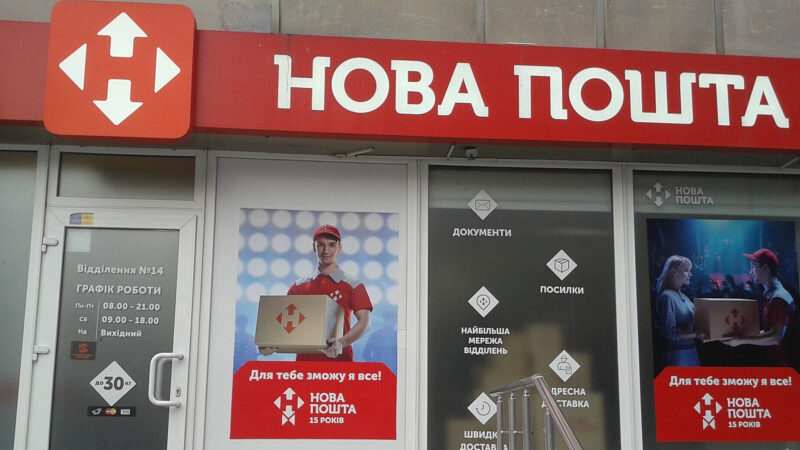 НОВА ПОШТА
Відділення №14
ГРАФІК РОБОТИ
Пн-Пт 08.00 - 21.00
Сб 09.00 - 18.00
Нд Вихідний
до 30 кг
Для тебе зможу я все!
НОВА
ПОШТА
15 РОКІВ
ДОКУМЕНТИ
ПОСИЛКИ
НАЙБІЛЬША
МЕРЕЖА
ВІДДІЛЕНЬ
НОВА
ПОШТА
Для тебе зможу я все!
НОВА
ПОШТА
15 РОКІВ